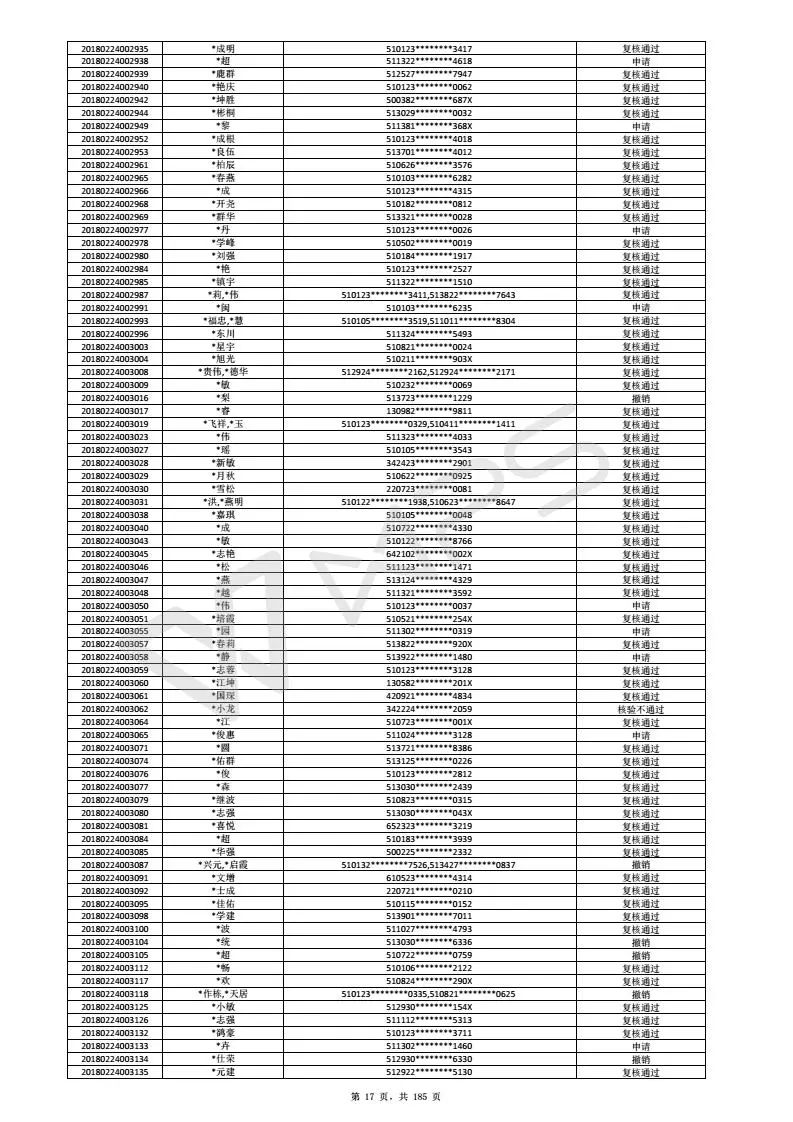 20180224002935 *成明 510123********3417 复核通过
20180224002938 *超 511322********4618 申请
20180224002939 *鹿群 512527********7947 复核通过
20180224002940 *艳庆 510123********0062 复核通过
20180224002942 *坤胜 500382********687X 复核通过
20180224002944 *彬桐 513029********0032 复核通过
20180224002949 *黎 511381********368X 申请
20180224002952 *成根 510123********4018 复核通过
20180224002953 *良伍 513701********4012 复核通过
20180224002961 *柏辰 510626********3576 复核通过
20180224002965 *春燕 510103********6282 复核通过
20180224002966 *成 510123********4315 复核通过
20180224002968 *开尧 510182********0812 复核通过
20180224002969 *群华 513321********0028 复核通过
20180224002977 *丹 510123********0026 申请
20180224002978 *学峰 510502********0019 复核通过
20180224002980 *刘强 510184********1917 复核通过
20180224002984 *艳 510123********2527 复核通过
20180224002985 *镇宇 511322********1510 复核通过
20180224002987 *莉,*伟 510123********3411,513822********7643 复核通过
20180224002991 *闽 510103********6235 申请
20180224002993 *福忠,*慧 510105********3519,511011********8304 复核通过
20180224002996 *东川 511324********5493 复核通过
20180224003003 *星宇 510821********0024 复核通过
20180224003004 *旭光 510211********903X 复核通过
20180224003008 *贵伟,*德华 512924********2162,512924********2171 复核通过
20180224003009 *敏 510232********0069 复核通过
20180224003016 *梨 513723********1229 撤销
20180224003017 *睿 130982********9811 复核通过
20180224003019 *飞祥,*玉 510123********0329,510411********1411 复核通过
20180224003023 *伟 511323********4033 复核通过
20180224003027 *瑶 510105********3543 复核通过
20180224003028 *新敏 342423********2901 复核通过
20180224003029 *月秋 510622********0925 复核通过
20180224003030 *雪松 220723********0081 复核通过
20180224003031 *洪,*燕明 510122********1938,510623********8647 复核通过
20180224003038 *嘉琪 510105********0048 复核通过
20180224003040 *成 510722********4330 复核通过
20180224003043 *敏 510122********8766 复核通过
20180224003045 *志艳 642102********002X 复核通过
20180224003046 *松 511123********1471 复核通过
20180224003047 *燕 513124********4329 复核通过
20180224003048 *越 511321********3592 复核通过
20180224003050 *伟 510123********0037 申请
20180224003051 *培霞 510521********254X 复核通过
20180224003055 *园 511302********0319 申请
20180224003057 *春莉 513822********920X 复核通过
20180224003058 *静 513922********1480 申请
20180224003059 *志蓉 510123********3128 复核通过
20180224003060 *江坤 130582********201X 复核通过
20180224003061 *国琛 420921********4834 复核通过
20180224003062 *小龙 342224********2059 核验不通过
20180224003064 *江 510723********001X 复核通过
20180224003065 *俊惠 511024********3128 申请
20180224003071 *圆 513721********8386 复核通过
20180224003074 *佑群 513125********0226 复核通过
20180224003076 *俊 510123********2812 复核通过
20180224003077 *森 513030********2439 复核通过
20180224003079 *继波 510823********0315 复核通过
20180224003080 *志强 513030********043X 复核通过
20180224003081 *喜悦 652323********3219 复核通过
20180224003084 *超 510183********3939 复核通过
20180224003085 *华强 500225********2332 复核通过
20180224003087 *兴元,*启霞 510132********7526,513427********0837 撤销
20180224003091 *文增 610523********4314 复核通过
20180224003092 *士成 220721********0210 复核通过
20180224003095 *佳佑 510115********0152 复核通过
20180224003098 *学建 513901********7011 复核通过
20180224003100 *波 511027********4793 复核通过
20180224003104 *统 513030********6336 撤销
20180224003105 *超 510722********0759 撤销
20180224003112 *畅 510106********2122 复核通过
20180224003117 *欢 510824********290X 复核通过
20180224003118 *作栋,*天居 510123********0335,510821********0625 撤销
20180224003125 *小敏 512930********154X 复核通过
20180224003126 *志强 511112********5313 复核通过
20180224003132 *鹞豪 510123********3711 复核通过
20180224003133 *卉 511302********1460 申请
20180224003134 *仕荣 512930********6330 撤销
20180224003135 *元建 512922********5130 复核通过
第 17 页，共 185 页